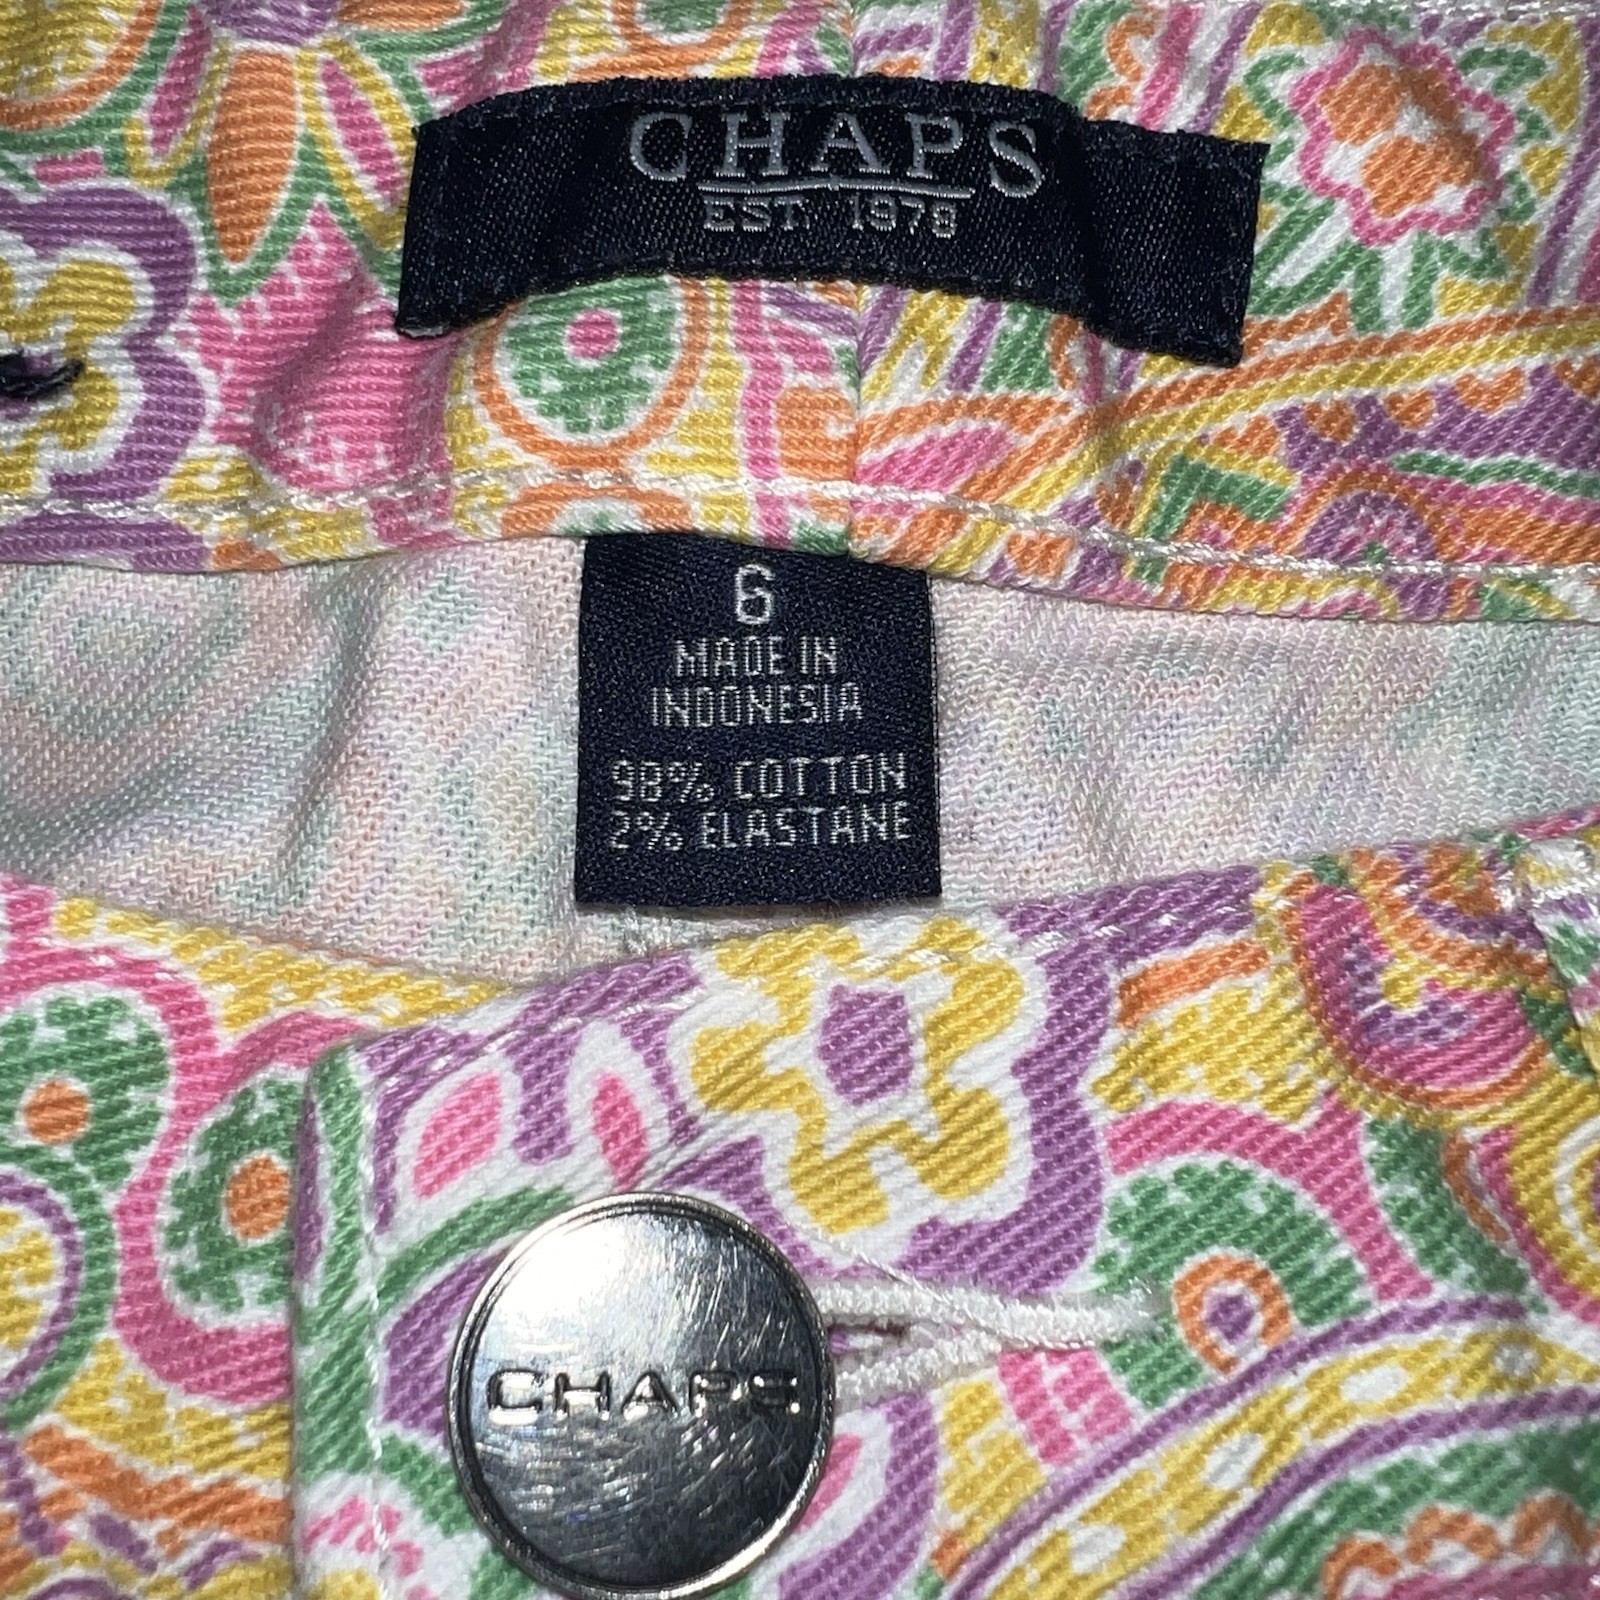 CHAPS
EST. 1978
6
MADE IN
INDONESIA
98% COTTON
2% ELASTANE
CHAPS